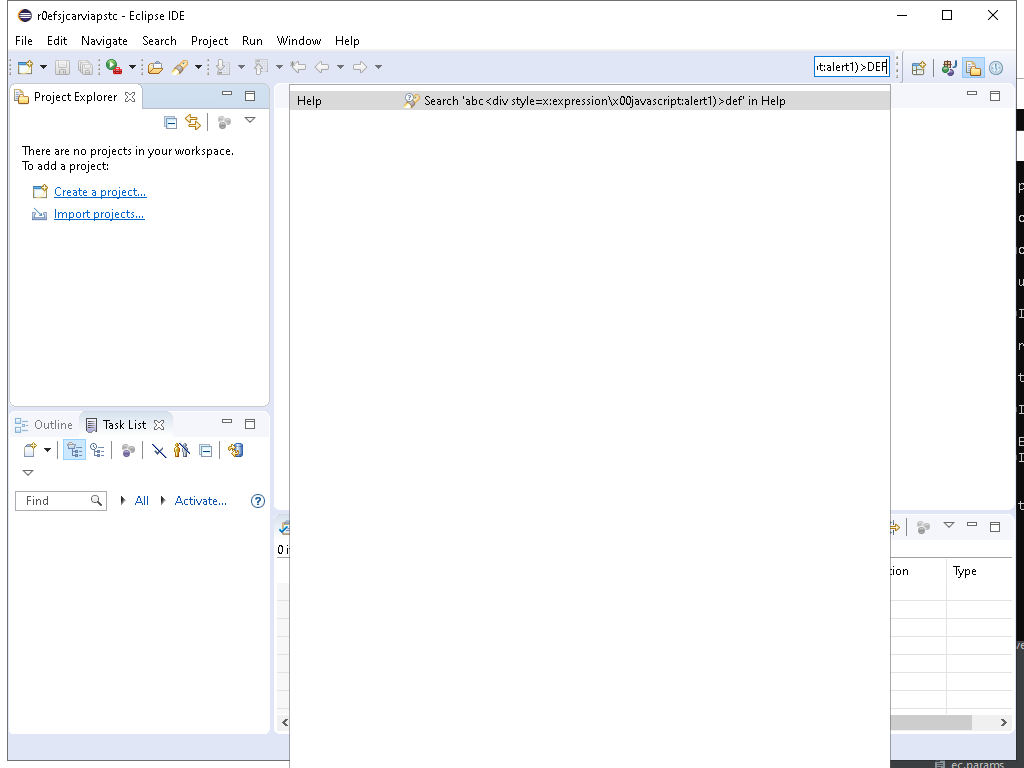 r0efsjcarviapstc - Eclipse IDE
File Edit Navigate Search Project Run Window Help
t:alert1)>DEF
Project Explorer
Help Search 'abc<div style=x:expression\x00javascript:alert1)>def' in Help
There are no projects in your workspace.
To add a project:
Create a project...
Import projects...
Outline Task List
Find All Activate...
0 i
tion Type
ec.params